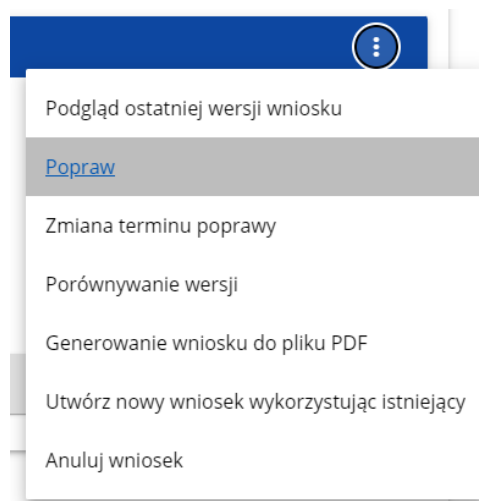 Podgląd ostatniej wersji wniosku
Popraw
Zmiana terminu poprawy
Porównywanie wersji
Generowanie wniosku do pliku PDF
Utwórz nowy wniosek wykorzystując istniejący
Anuluj wniosek